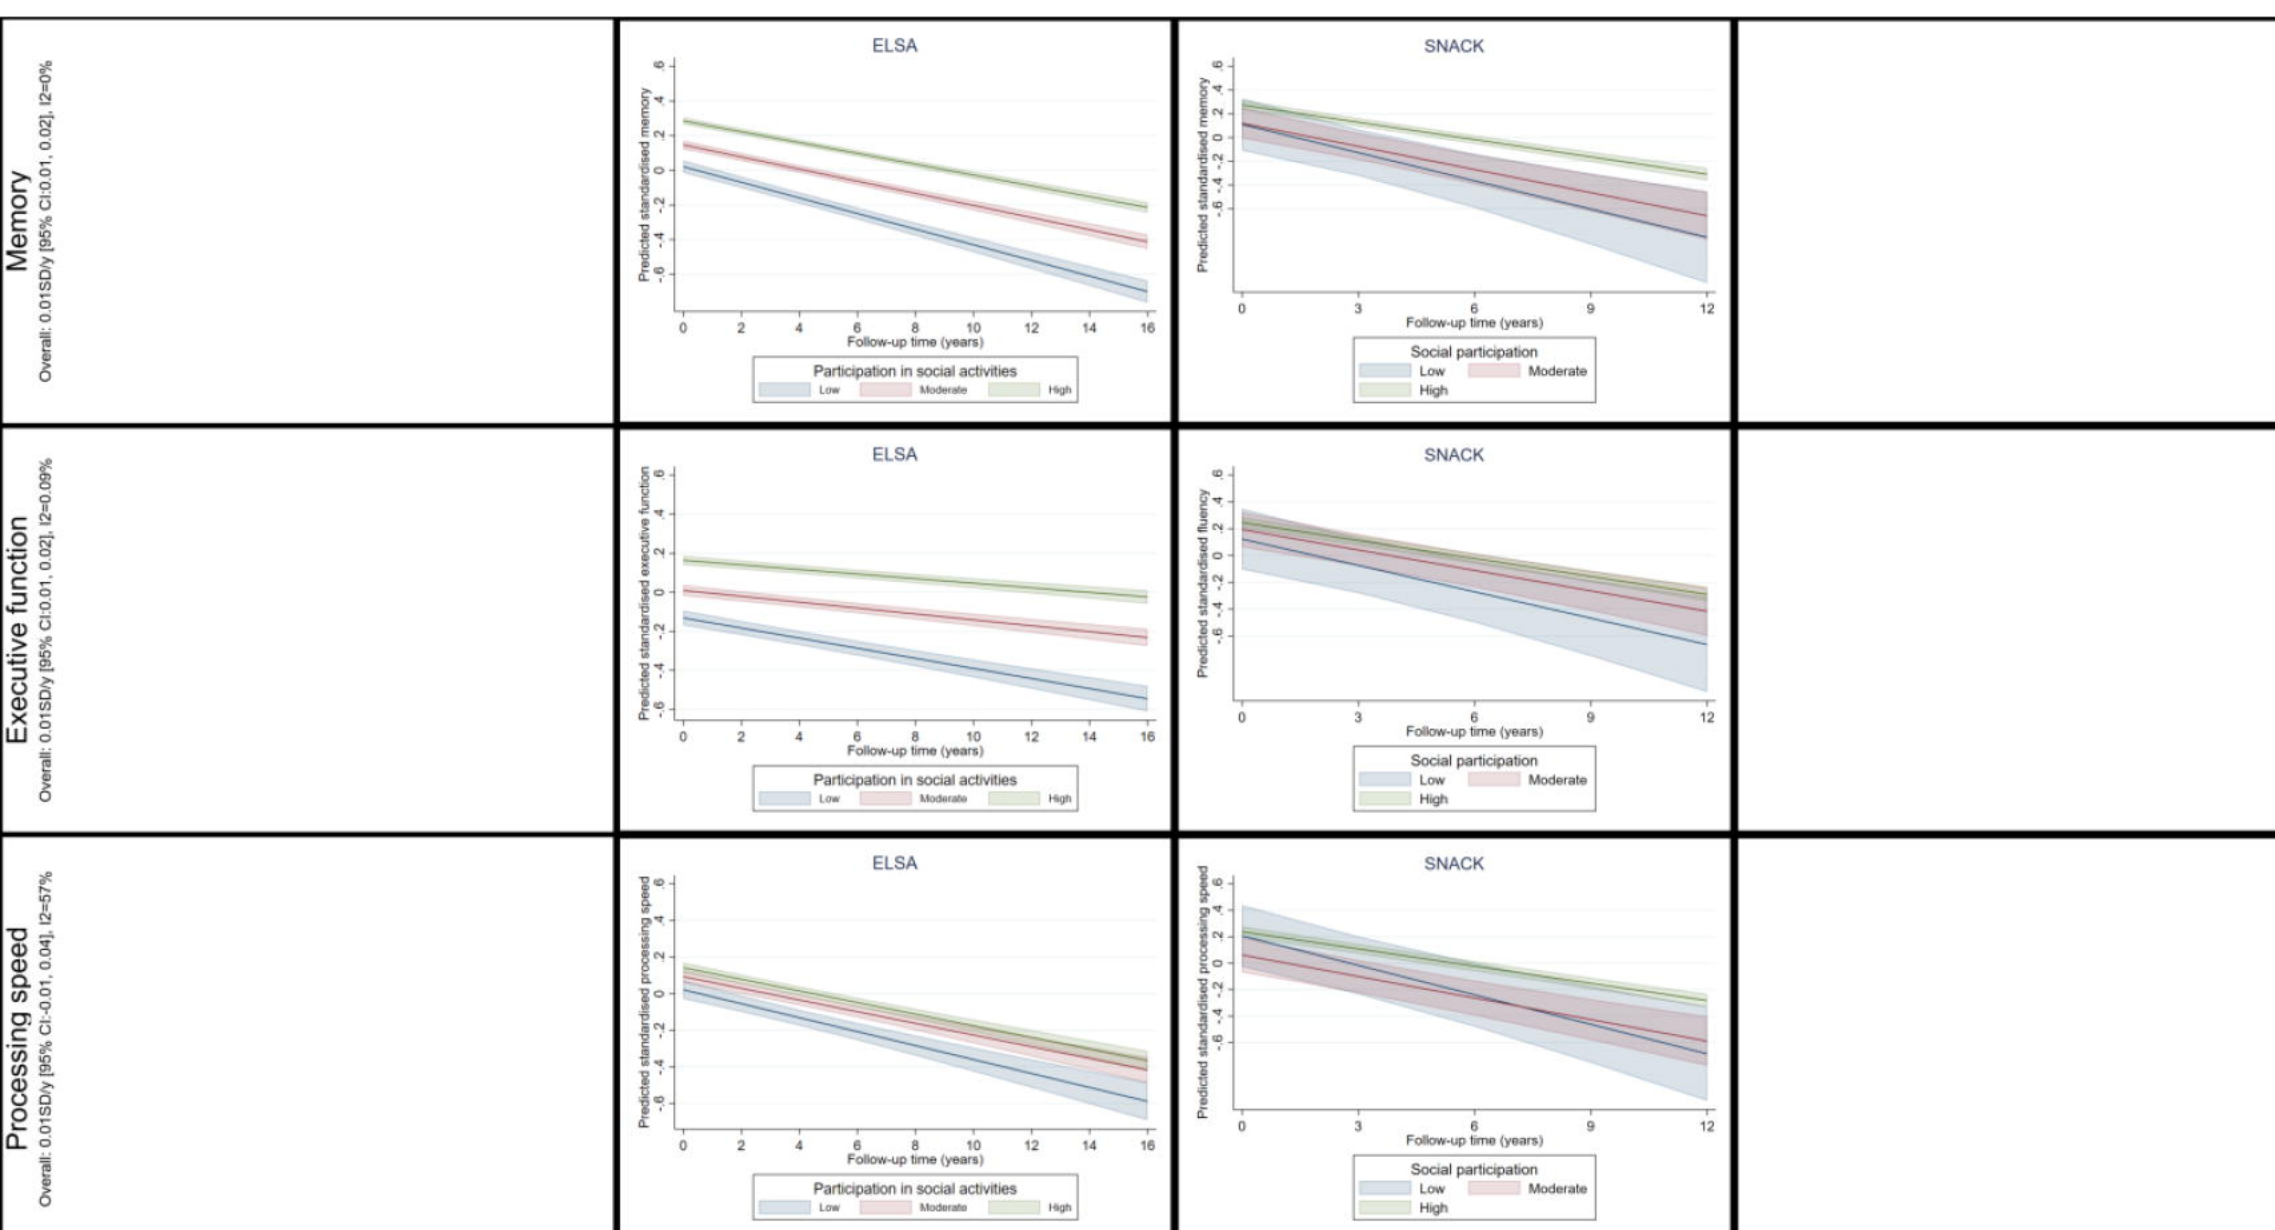 Memory
Overall: 0.01SD/y [95% CI:0.01, 0.02], I2=0%
ELSA
Predicted standardised memory
.6
.4
.2
0
-.2
-.4
-.6
0 2 4 6 8 10 12 14 16
Follow-up time (years)
Participation in social activities
Low Moderate High
SNACK
Predicted standardised memory
.6
.4
.2
0
-.2
-.4
-.6
0 3 6 9 12
Follow-up time (years)
Social participation
Low Moderate
High
Executive function
Overall: 0.01SD/y [95% CI:0.01, 0.02], I2=0.09%
ELSA
Predicted standardised executive function
.6
.4
.2
0
-.2
-.4
-.6
0 2 4 6 8 10 12 14 16
Follow-up time (years)
Participation in social activities
Low Moderate High
SNACK
Predicted standardised fluency
.6
.4
.2
0
-.2
-.4
-.6
0 3 6 9 12
Follow-up time (years)
Social participation
Low Moderate
High
Processing speed
Overall: 0.01SD/y [95% CI:-0.01, 0.04], I2=57%
ELSA
Predicted standardised processing speed
.6
.4
.2
0
-.2
-.4
-.6
0 2 4 6 8 10 12 14 16
Follow-up time (years)
Participation in social activities
Low Moderate High
SNACK
Predicted standardised processing speed
.6
.4
.2
0
-.2
-.4
-.6
0 3 6 9 12
Follow-up time (years)
Social participation
Low Moderate
High